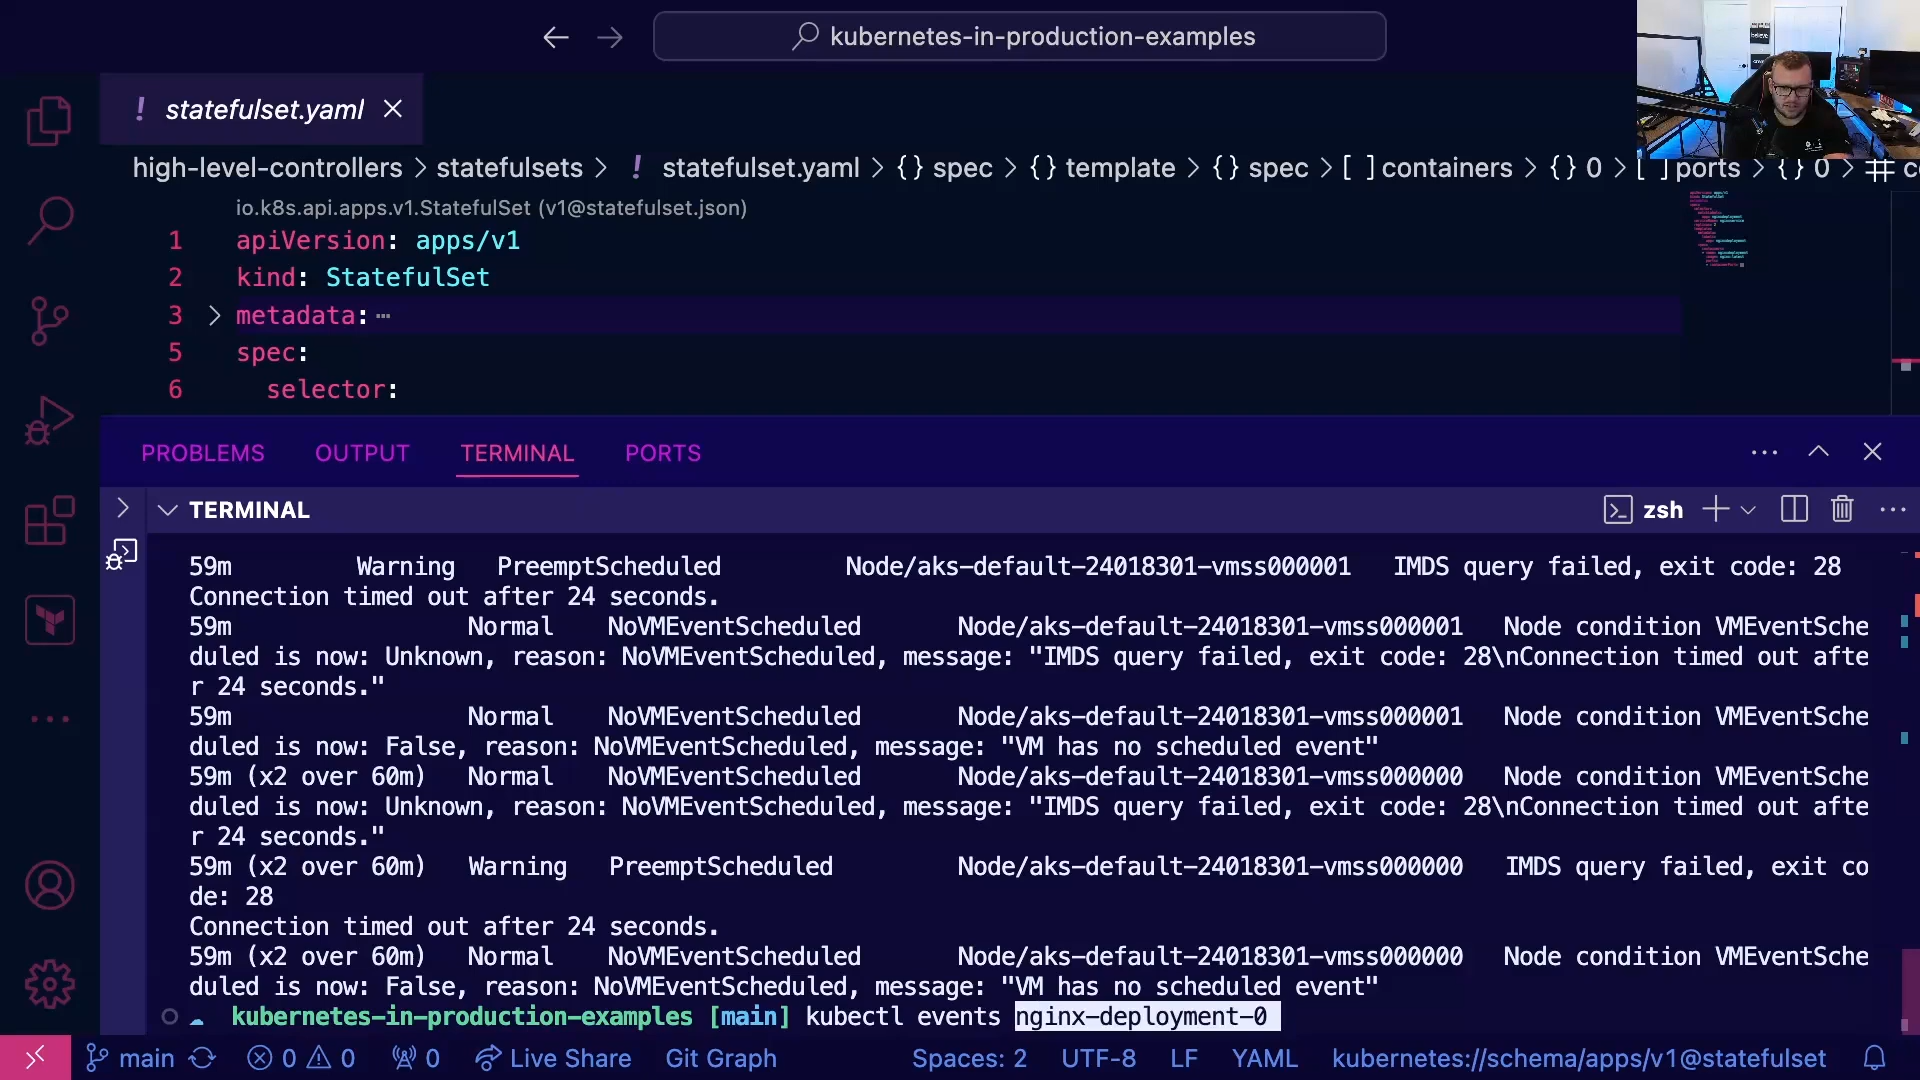 kubernetes-in-production-examples
! statefulset.yaml
high-level-controllers > statefulsets > ! statefulset.yaml > {} spec > {} template > {} spec > [ ] containers > {} 0 > [ ] ports > {} 0 >
io.k8s.api.apps.v1.StatefulSet (v1@statefulset.json)
1 apiVersion: apps/v1
2 kind: StatefulSet
3 > metadata: ···
5 spec:
6 selector:
PROBLEMS OUTPUT TERMINAL PORTS
TERMINAL zsh
59m Warning PreemptScheduled Node/aks-default-24018301-vmss000001 IMDS query failed, exit code: 28
Connection timed out after 24 seconds.
59m Normal NoVMEventScheduled Node/aks-default-24018301-vmss000001 Node condition VMEventSche
duled is now: Unknown, reason: NoVMEventScheduled, message: "IMDS query failed, exit code: 28\nConnection timed out afte
r 24 seconds."
59m Normal NoVMEventScheduled Node/aks-default-24018301-vmss000001 Node condition VMEventSche
duled is now: False, reason: NoVMEventScheduled, message: "VM has no scheduled event"
59m (x2 over 60m) Normal NoVMEventScheduled Node/aks-default-24018301-vmss000000 Node condition VMEventSche
duled is now: Unknown, reason: NoVMEventScheduled, message: "IMDS query failed, exit code: 28\nConnection timed out afte
r 24 seconds."
59m (x2 over 60m) Warning PreemptScheduled Node/aks-default-24018301-vmss000000 IMDS query failed, exit co
de: 28
Connection timed out after 24 seconds.
59m (x2 over 60m) Normal NoVMEventScheduled Node/aks-default-24018301-vmss000000 Node condition VMEventSche
duled is now: False, reason: NoVMEventScheduled, message: "VM has no scheduled event"
kubernetes-in-production-examples [main] kubectl events nginx-deployment-0
main 0 0 0 Live Share Git Graph Spaces: 2 UTF-8 LF YAML kubernetes://schema/apps/v1@statefulset